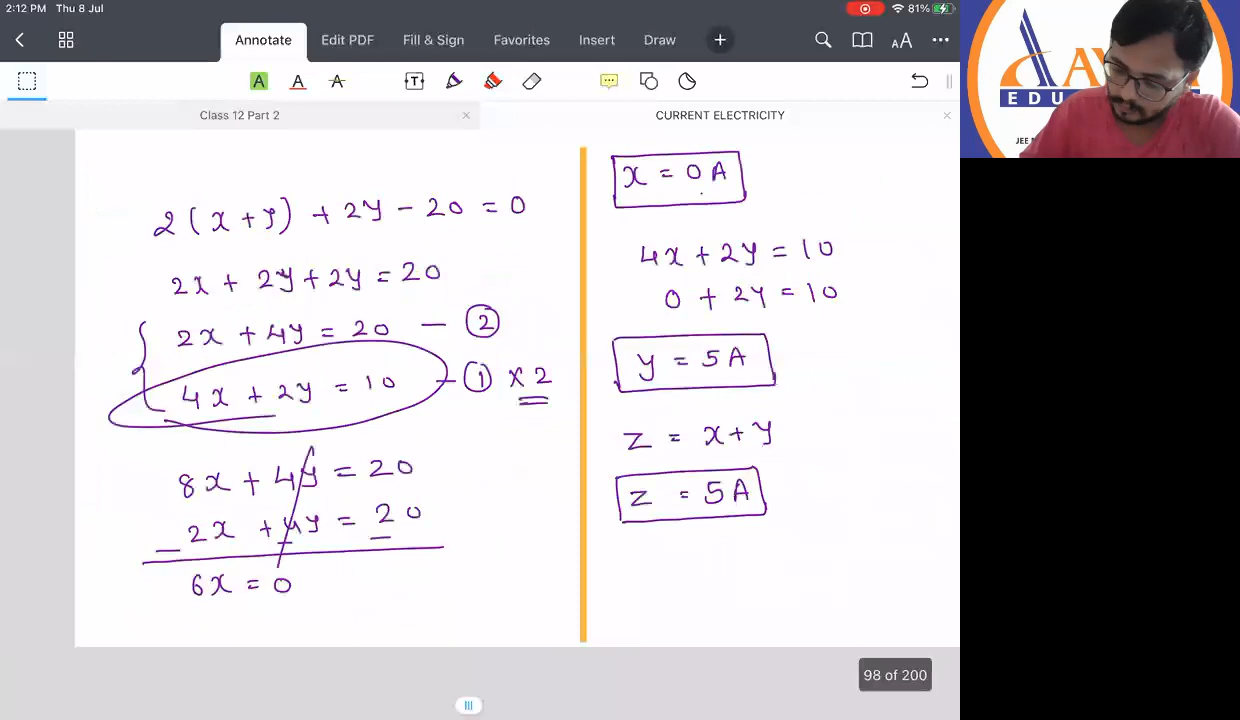 2:12 PM Thu 8 Jul
81%
Annotate Edit PDF Fill & Sign Favorites Insert Draw
AA
A A A T
Class 12 Part 2
CURRENT ELECTRICITY
2(x+y) + 2y - 20 = 0
2x + 2y + 2y = 20
2x + 4y = 20 — ②
4x + 2y = 10 — ① × 2
8x + 4y = 20
2x + 4y = 20
6x = 0
x = 0 A
4x + 2y = 10
0 + 2y = 10
y = 5 A
z = x + y
z = 5 A
98 of 200
EDU
JEE